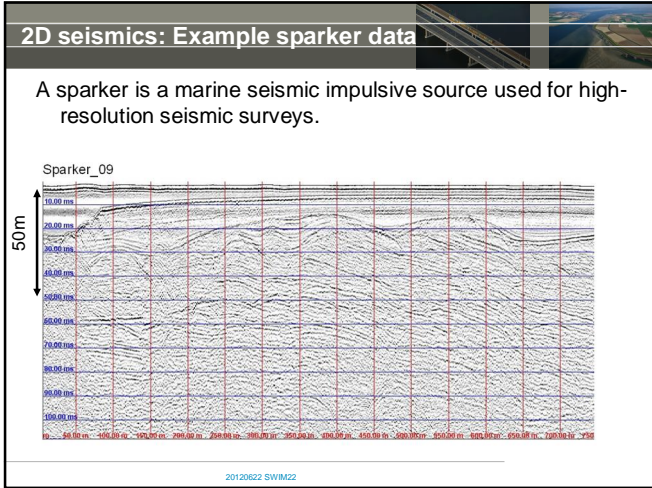 2D seismics: Example sparker data
A sparker is a marine seismic impulsive source used for high-
resolution seismic surveys.
Sparker_09
50m
10.00 ms
20.00 ms
30.00 ms
40.00 ms
50.00 ms
60.00 ms
70.00 ms
80.00 ms
90.00 ms
100.00 ms
50.00 m 100.00 m 150.00 m 200.00 m 250.00 m 300.00 m 350.00 m 400.00 m 450.00 m 500.00 m 550.00 m 600.00 m 650.00 m 700.00 m 750
20120622 SWIM22